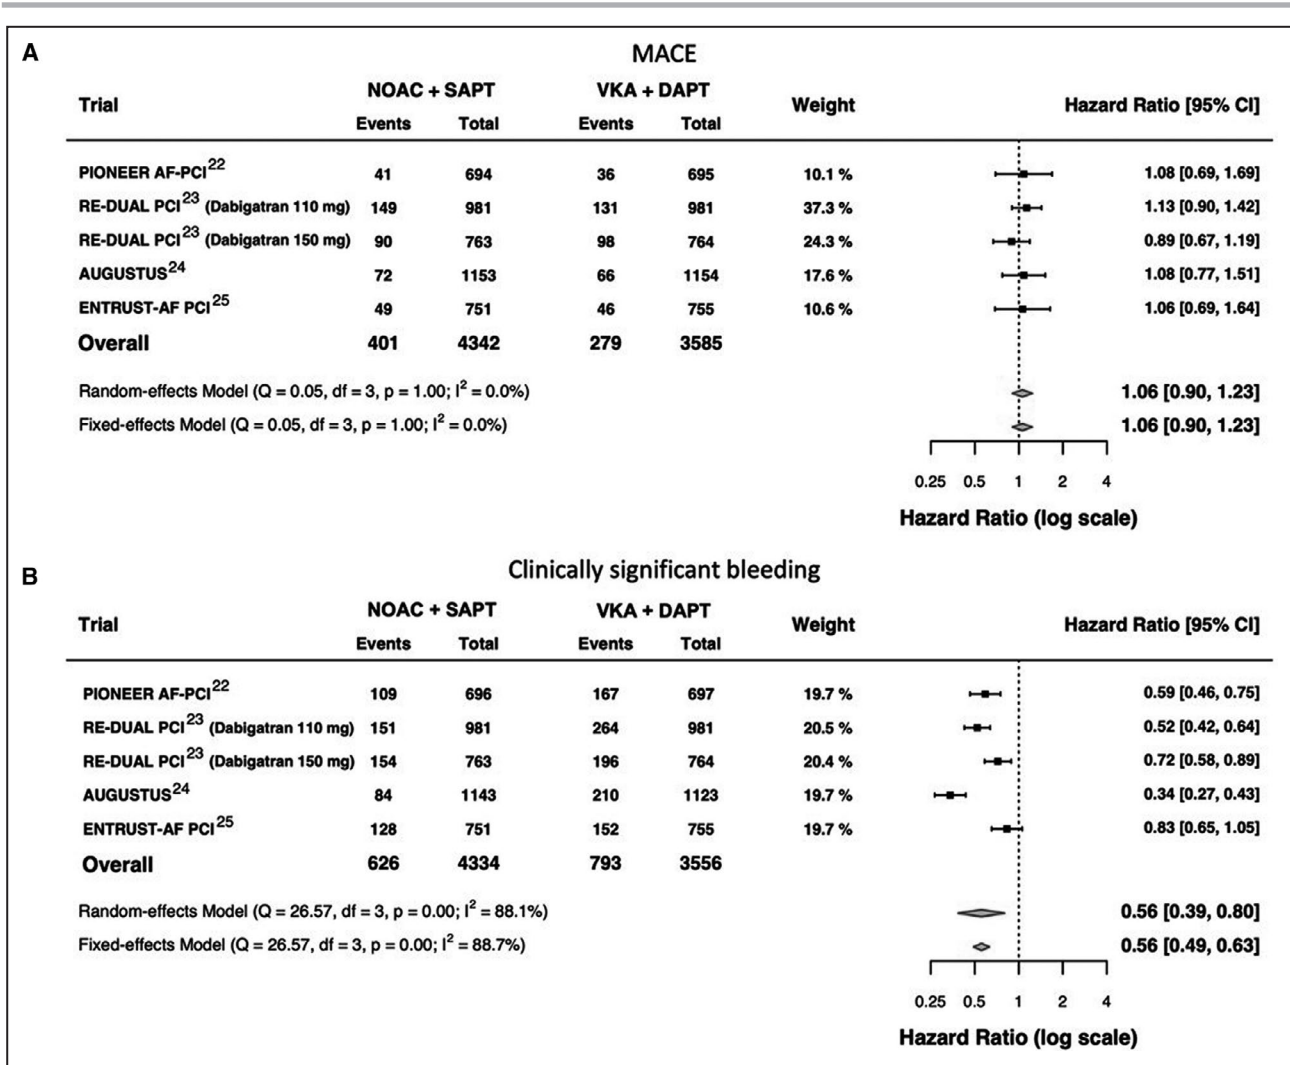 A
MACE
Trial NOAC + SAPT VKA + DAPT Weight Hazard Ratio [95% CI]
Events Total Events Total
PIONEER AF-PCI22 41 694 36 695 10.1 % 1.08 [0.69, 1.69]
RE-DUAL PCI23 (Dabigatran 110 mg) 149 981 131 981 37.3 % 1.13 [0.90, 1.42]
RE-DUAL PCI23 (Dabigatran 150 mg) 90 763 98 764 24.3 % 0.89 [0.67, 1.19]
AUGUSTUS24 72 1153 66 1154 17.6 % 1.08 [0.77, 1.51]
ENTRUST-AF PCI25 49 751 46 755 10.6 % 1.06 [0.69, 1.64]
Overall 401 4342 279 3585
Random-effects Model (Q = 0.05, df = 3, p = 1.00; I2 = 0.0%) 1.06 [0.90, 1.23]
Fixed-effects Model (Q = 0.05, df = 3, p = 1.00; I2 = 0.0%) 1.06 [0.90, 1.23]
0.25 0.5 1 2 4
Hazard Ratio (log scale)
B
Clinically significant bleeding
Trial NOAC + SAPT VKA + DAPT Weight Hazard Ratio [95% CI]
Events Total Events Total
PIONEER AF-PCI22 109 696 167 697 19.7 % 0.59 [0.46, 0.75]
RE-DUAL PCI23 (Dabigatran 110 mg) 151 981 264 981 20.5 % 0.52 [0.42, 0.64]
RE-DUAL PCI23 (Dabigatran 150 mg) 154 763 196 764 20.4 % 0.72 [0.58, 0.89]
AUGUSTUS24 84 1143 210 1123 19.7 % 0.34 [0.27, 0.43]
ENTRUST-AF PCI25 128 751 152 755 19.7 % 0.83 [0.65, 1.05]
Overall 626 4334 793 3556
Random-effects Model (Q = 26.57, df = 3, p = 0.00; I2 = 88.1%) 0.56 [0.39, 0.80]
Fixed-effects Model (Q = 26.57, df = 3, p = 0.00; I2 = 88.7%) 0.56 [0.49, 0.63]
0.25 0.5 1 2 4
Hazard Ratio (log scale)